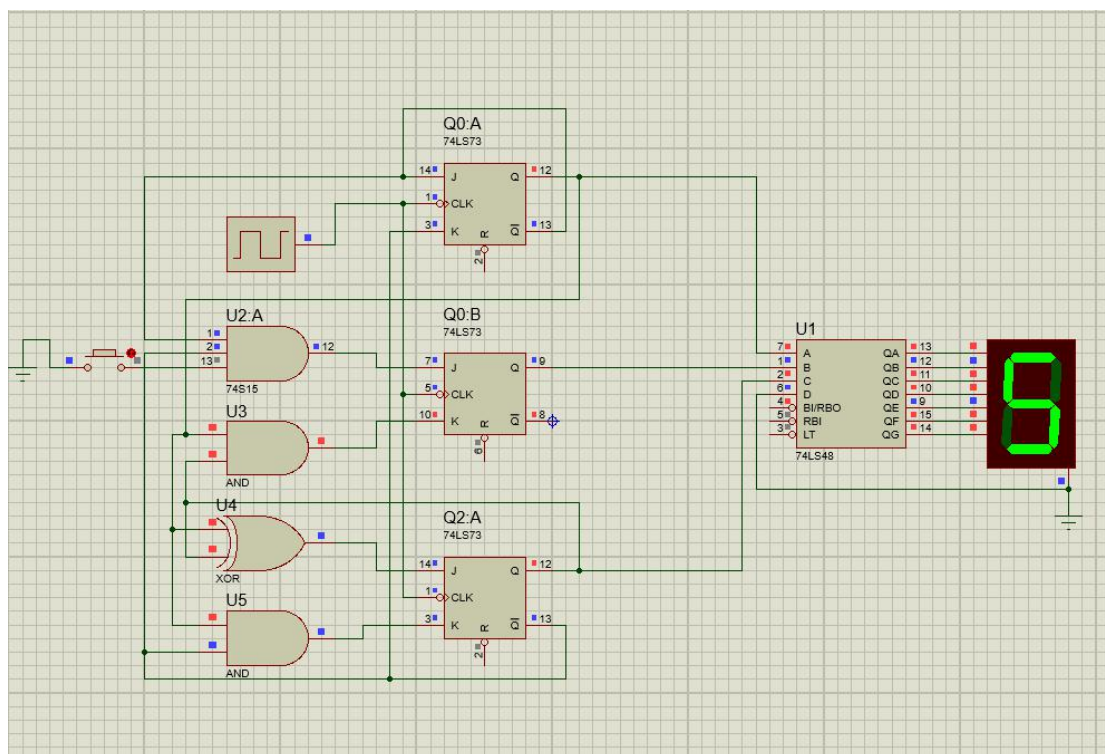 Q0:A
74LS73
14 J Q 12
1 CLK
3 K R Q 13
2
U2:A
1
2 12
13
74S15
Q0:B
74LS73
7 J Q 9
5 CLK
10 K R Q 8
6
U3
AND
U4
XOR
U5
AND
Q2:A
74LS73
14 J Q 12
1 CLK
3 K R Q 13
2
U1
7 A QA 13
1 B QB 12
2 C QC 11
6 D QD 10
4 BI/RBO QE 9
5 RBI QF 15
3 LT QG 14
74LS48
5